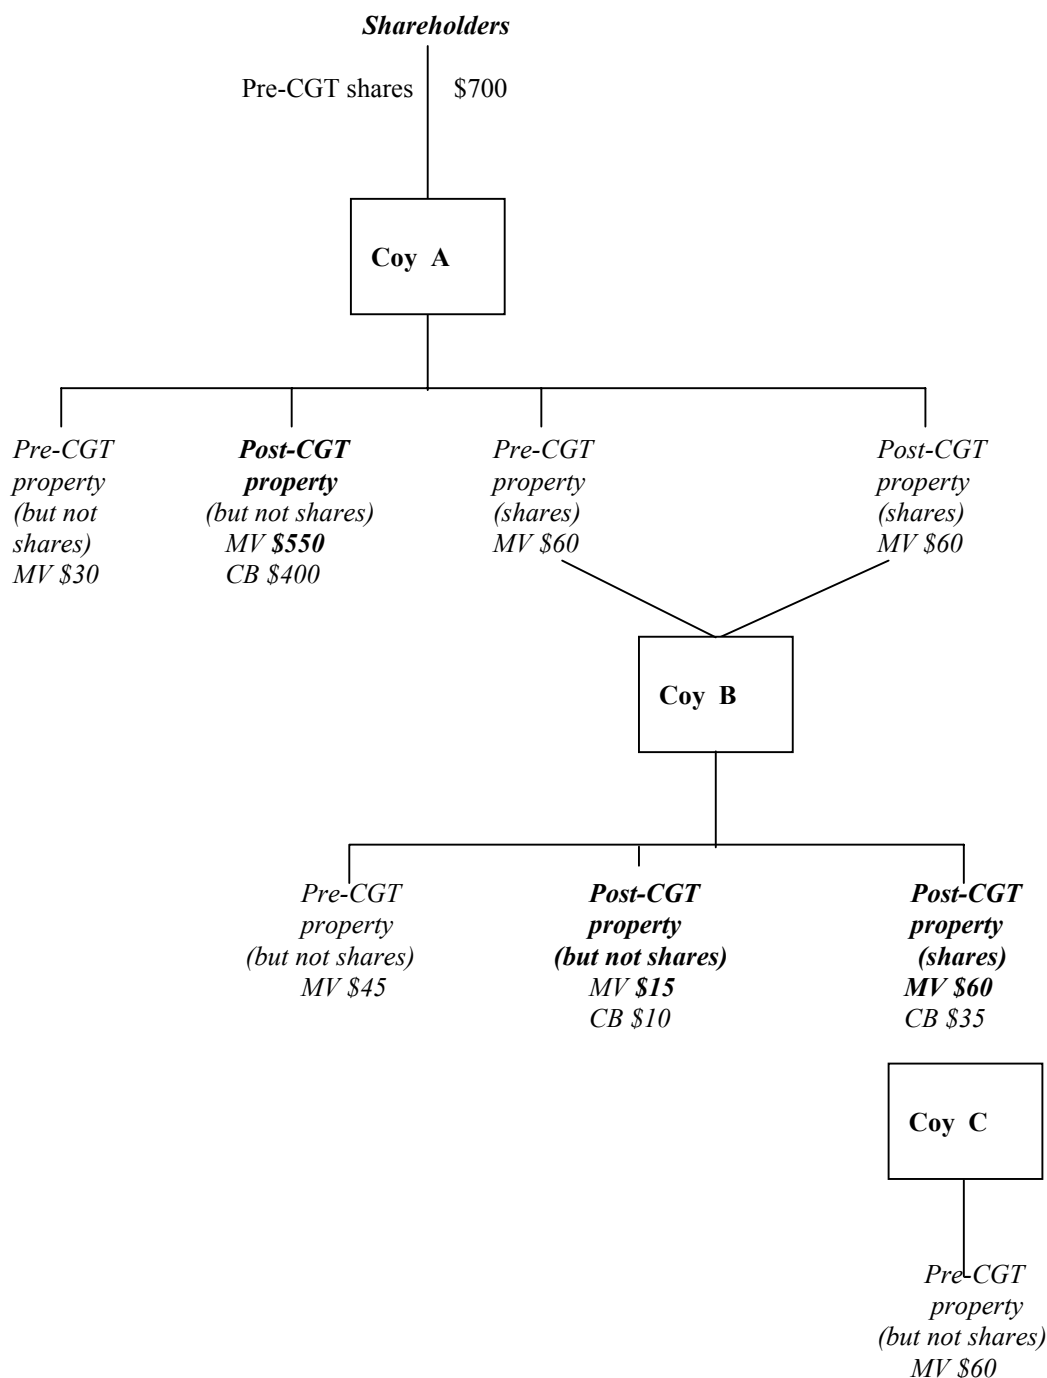 Shareholders
Pre-CGT shares $700
Coy A
Pre-CGT
property
(but not
shares)
MV $30
Post-CGT
property
(but not shares)
MV $550
CB $400
Pre-CGT
property
(shares)
MV $60
Post-CGT
property
(shares)
MV $60
Coy B
Pre-CGT
property
(but not shares)
MV $45
Post-CGT
property
(but not shares)
MV $15
CB $10
Post-CGT
property
(shares)
MV $60
CB $35
Coy C
Pre-CGT
property
(but not shares)
MV $60